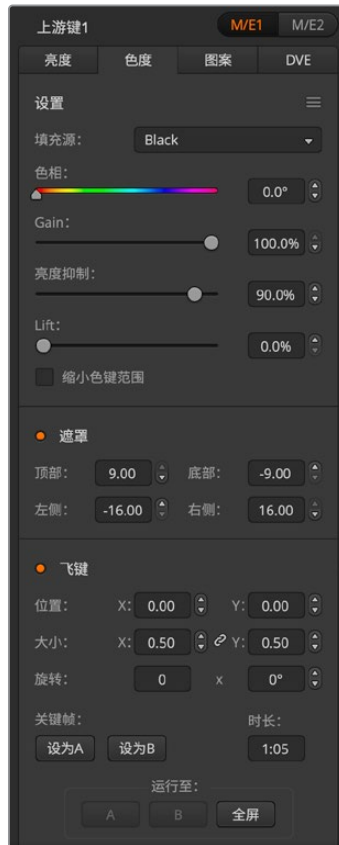 上游键1 M/E1 M/E2
亮度 色度 图案 DVE
设置
填充源: Black
色相:
0.0°
Gain:
100.0%
亮度抑制:
90.0%
Lift:
0.0%
缩小色键范围
遮罩
顶部: 9.00 底部: -9.00
左侧: -16.00 右侧: 16.00
飞键
位置: X: 0.00 Y: 0.00
大小: X: 0.50 Y: 0.50
旋转: 0 x 0°
关键帧: 时长:
设为A 设为B 1:05
运行至:
A B 全屏